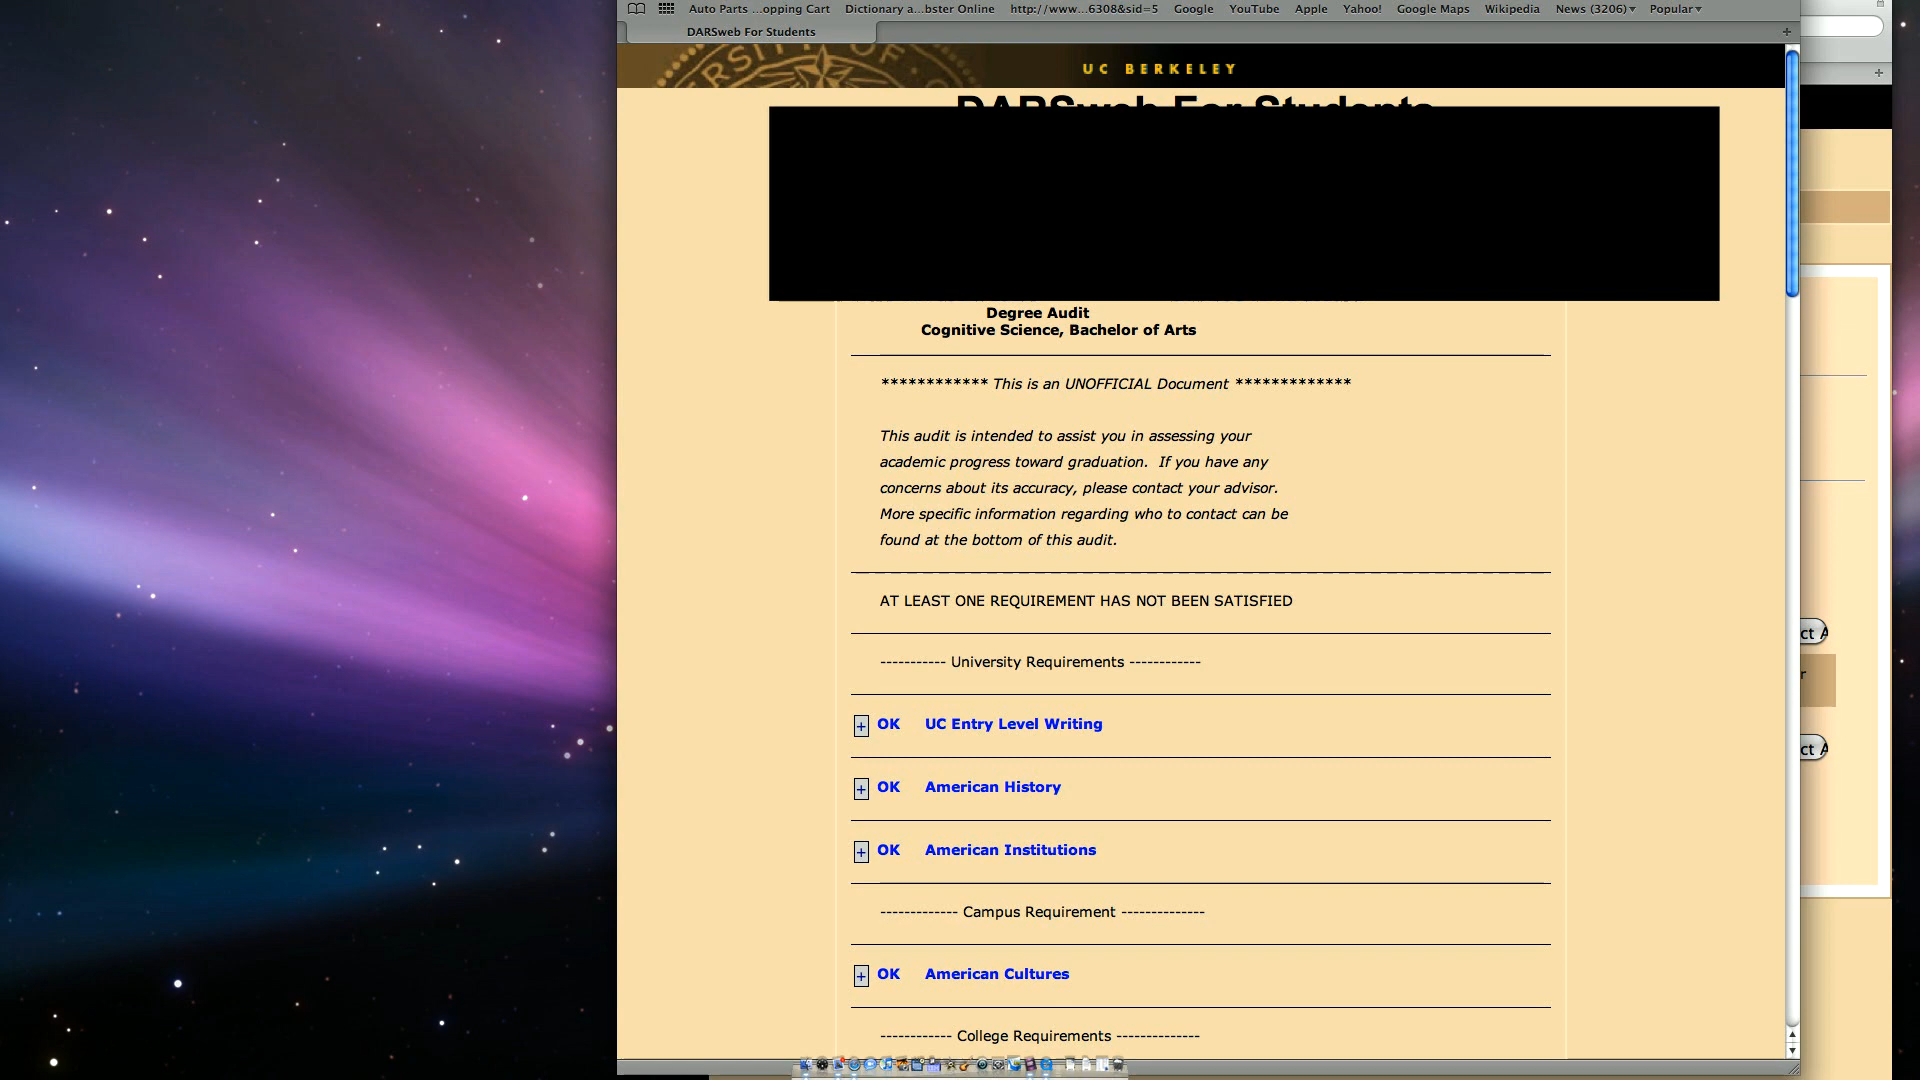 Auto Parts ...opping Cart Dictionary a...bster Online http://www...6308&sid=5 Google YouTube Apple Yahoo! Google Maps Wikipedia News (3206)▾ Popular▾
DARSweb For Students
UC BERKELEY
DARSweb For Students
Degree Audit
Cognitive Science, Bachelor of Arts
************ This is an UNOFFICIAL Document *************
This audit is intended to assist you in assessing your
academic progress toward graduation. If you have any
concerns about its accuracy, please contact your advisor.
More specific information regarding who to contact can be
found at the bottom of this audit.
AT LEAST ONE REQUIREMENT HAS NOT BEEN SATISFIED
----------- University Requirements ------------
+ OK UC Entry Level Writing
+ OK American History
+ OK American Institutions
------------- Campus Requirement --------------
+ OK American Cultures
------------ College Requirements --------------